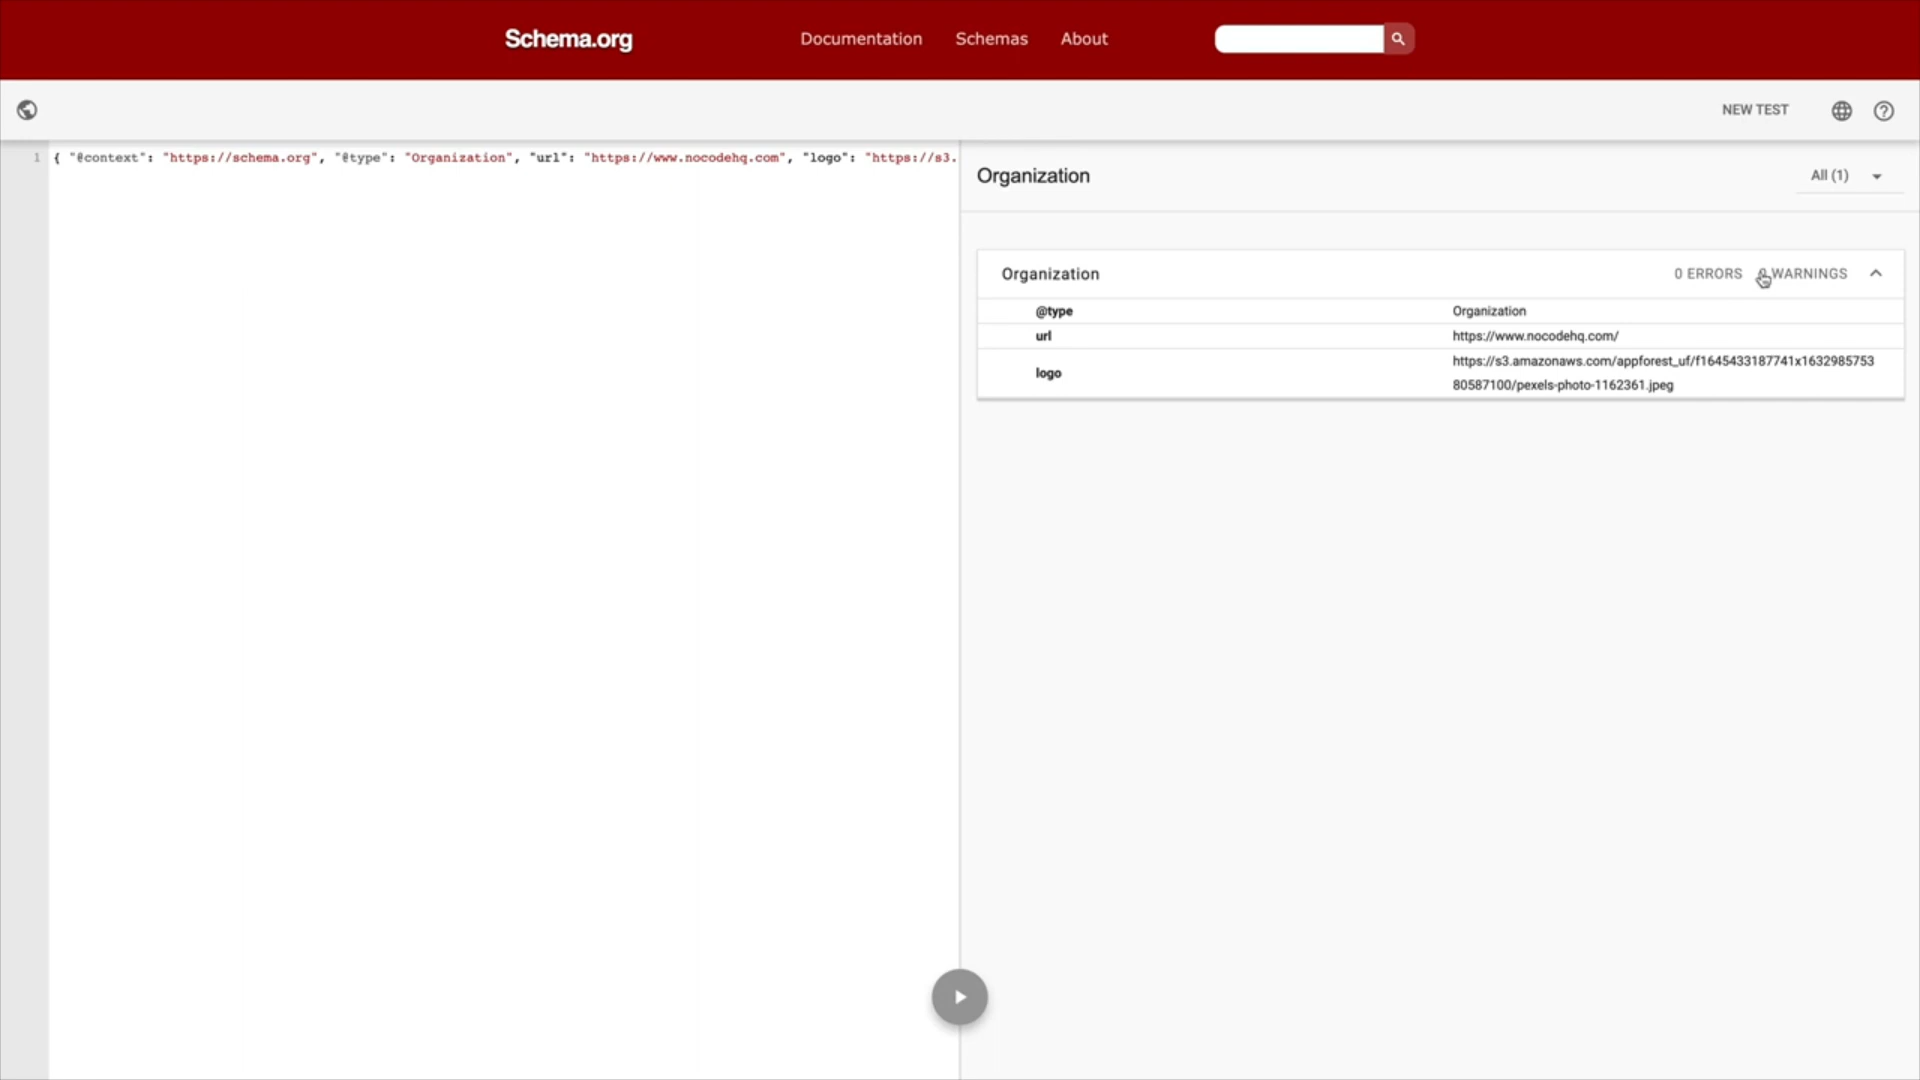 Schema.org
Documentation Schemas About
NEW TEST
1 { "@context": "https://schema.org", "@type": "Organization", "url": "https://www.nocodehq.com", "logo": "https://s3.
Organization
All (1)
Organization
0 ERRORS 0 WARNINGS
@type Organization
url https://www.nocodehq.com/
logo https://s3.amazonaws.com/appforest_uf/f1645433187741x1632985753
80587100/pexels-photo-1162361.jpeg